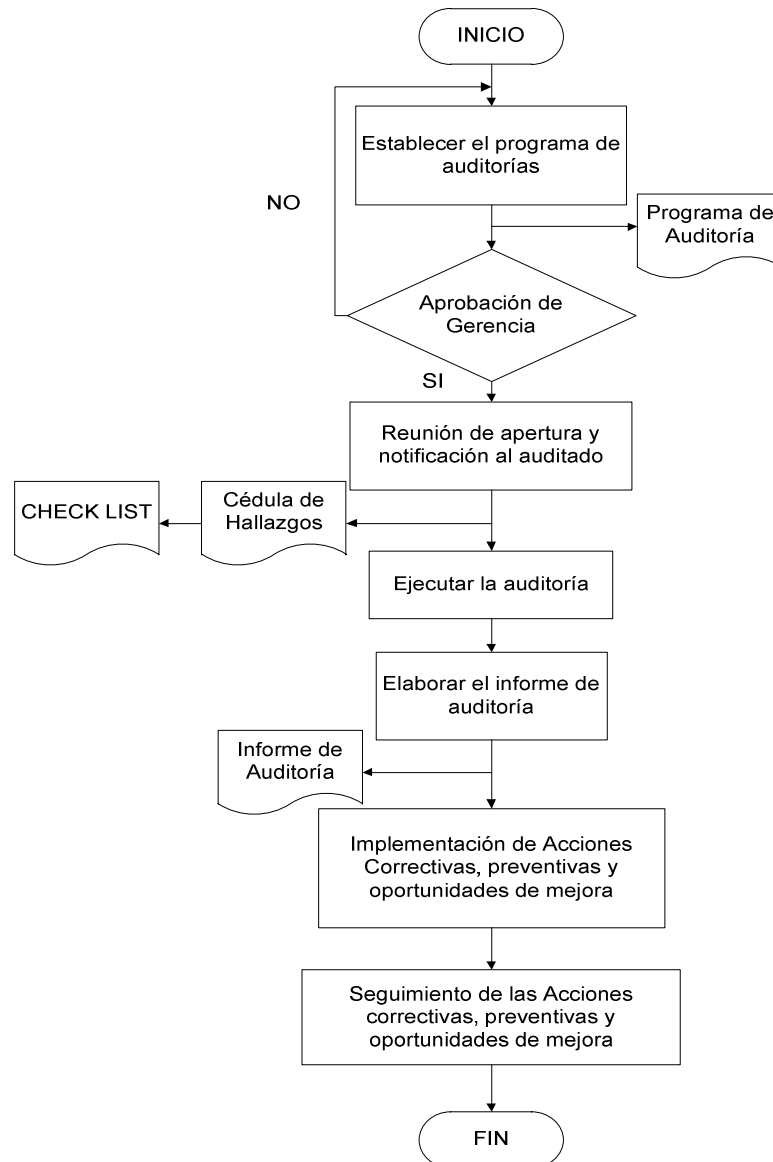 INICIO
Establecer el programa de
auditorías
NO
Programa de
Auditoría
Aprobación de
Gerencia
SI
Reunión de apertura y
notificación al auditado
CHECK LIST
Cédula de
Hallazgos
Ejecutar la auditoría
Elaborar el informe de
auditoría
Informe de
Auditoría
Implementación de Acciones
Correctivas, preventivas y
oportunidades de mejora
Seguimiento de las Acciones
correctivas, preventivas y
oportunidades de mejora
FIN